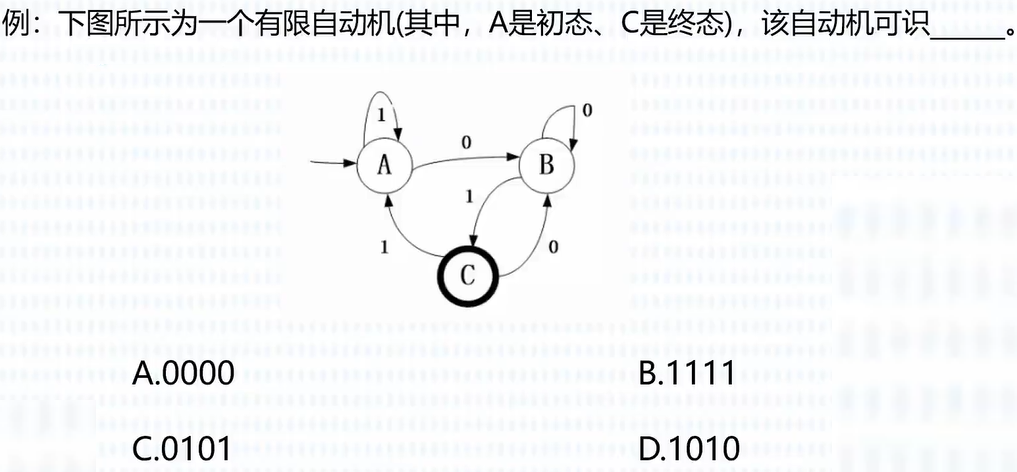 例：下图所示为一个有限自动机(其中，A是初态、C是终态)，该自动机可识______。
1
0
0
A
B
1
1
0
C
A.0000
B.1111
C.0101
D.1010